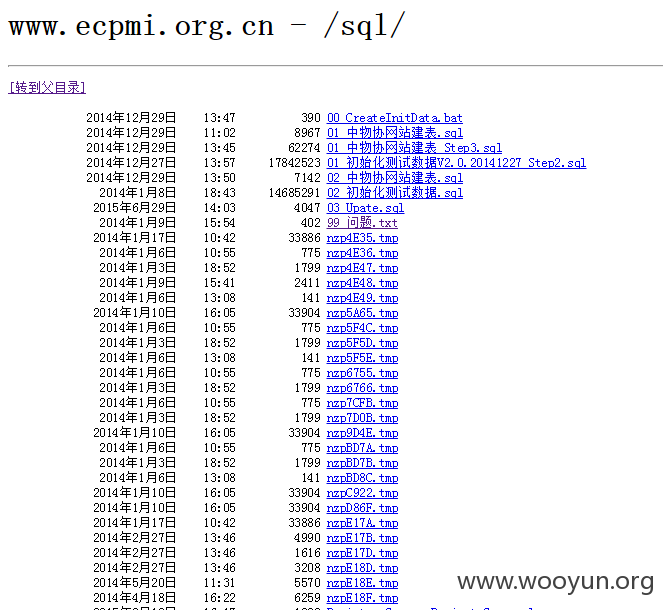 www.ecpmi.org.cn - /sql/
[转到父目录]
2014年12月29日 13:47 390 00 CreateInitData.bat
2014年12月29日 11:02 8967 01 中物协网站建表.sql
2014年12月29日 13:45 62274 01 中物协网站建表 Step3.sql
2014年12月27日 13:57 17842523 01 初始化测试数据V2.0.20141227 Step2.sql
2014年12月29日 13:50 7142 02 中物协网站建表.sql
2014年1月8日 18:43 14685291 02 初始化测试数据.sql
2015年6月29日 14:03 4047 03 Upate.sql
2014年1月9日 15:54 402 99 问题.txt
2014年1月17日 10:42 33886 nzp4E35.tmp
2014年1月6日 10:55 775 nzp4E36.tmp
2014年1月3日 18:52 1799 nzp4E47.tmp
2014年1月9日 15:41 2411 nzp4E48.tmp
2014年1月6日 13:08 141 nzp4E49.tmp
2014年1月10日 16:05 33904 nzp5A65.tmp
2014年1月6日 10:55 775 nzp5F4C.tmp
2014年1月3日 18:52 1799 nzp5F5D.tmp
2014年1月6日 13:08 141 nzp5F5E.tmp
2014年1月6日 10:55 775 nzp6755.tmp
2014年1月3日 18:52 1799 nzp6766.tmp
2014年1月6日 10:55 775 nzp7CFB.tmp
2014年1月3日 18:52 1799 nzp7D0B.tmp
2014年1月10日 16:05 33904 nzp9D4E.tmp
2014年1月6日 10:55 775 nzpBD7A.tmp
2014年1月3日 18:52 1799 nzpBD7B.tmp
2014年1月6日 13:08 141 nzpBD8C.tmp
2014年1月10日 16:05 33904 nzpC922.tmp
2014年1月10日 16:05 33904 nzpD86F.tmp
2014年1月17日 10:42 33886 nzpE17A.tmp
2014年2月27日 13:46 4990 nzpE17B.tmp
2014年2月27日 13:46 1616 nzpE17D.tmp
2014年2月27日 13:46 3208 nzpE18D.tmp
2014年5月20日 11:31 5570 nzpE18E.tmp
2014年4月18日 16:22 6259 nzpE18F.tmp
www.wooyun.org